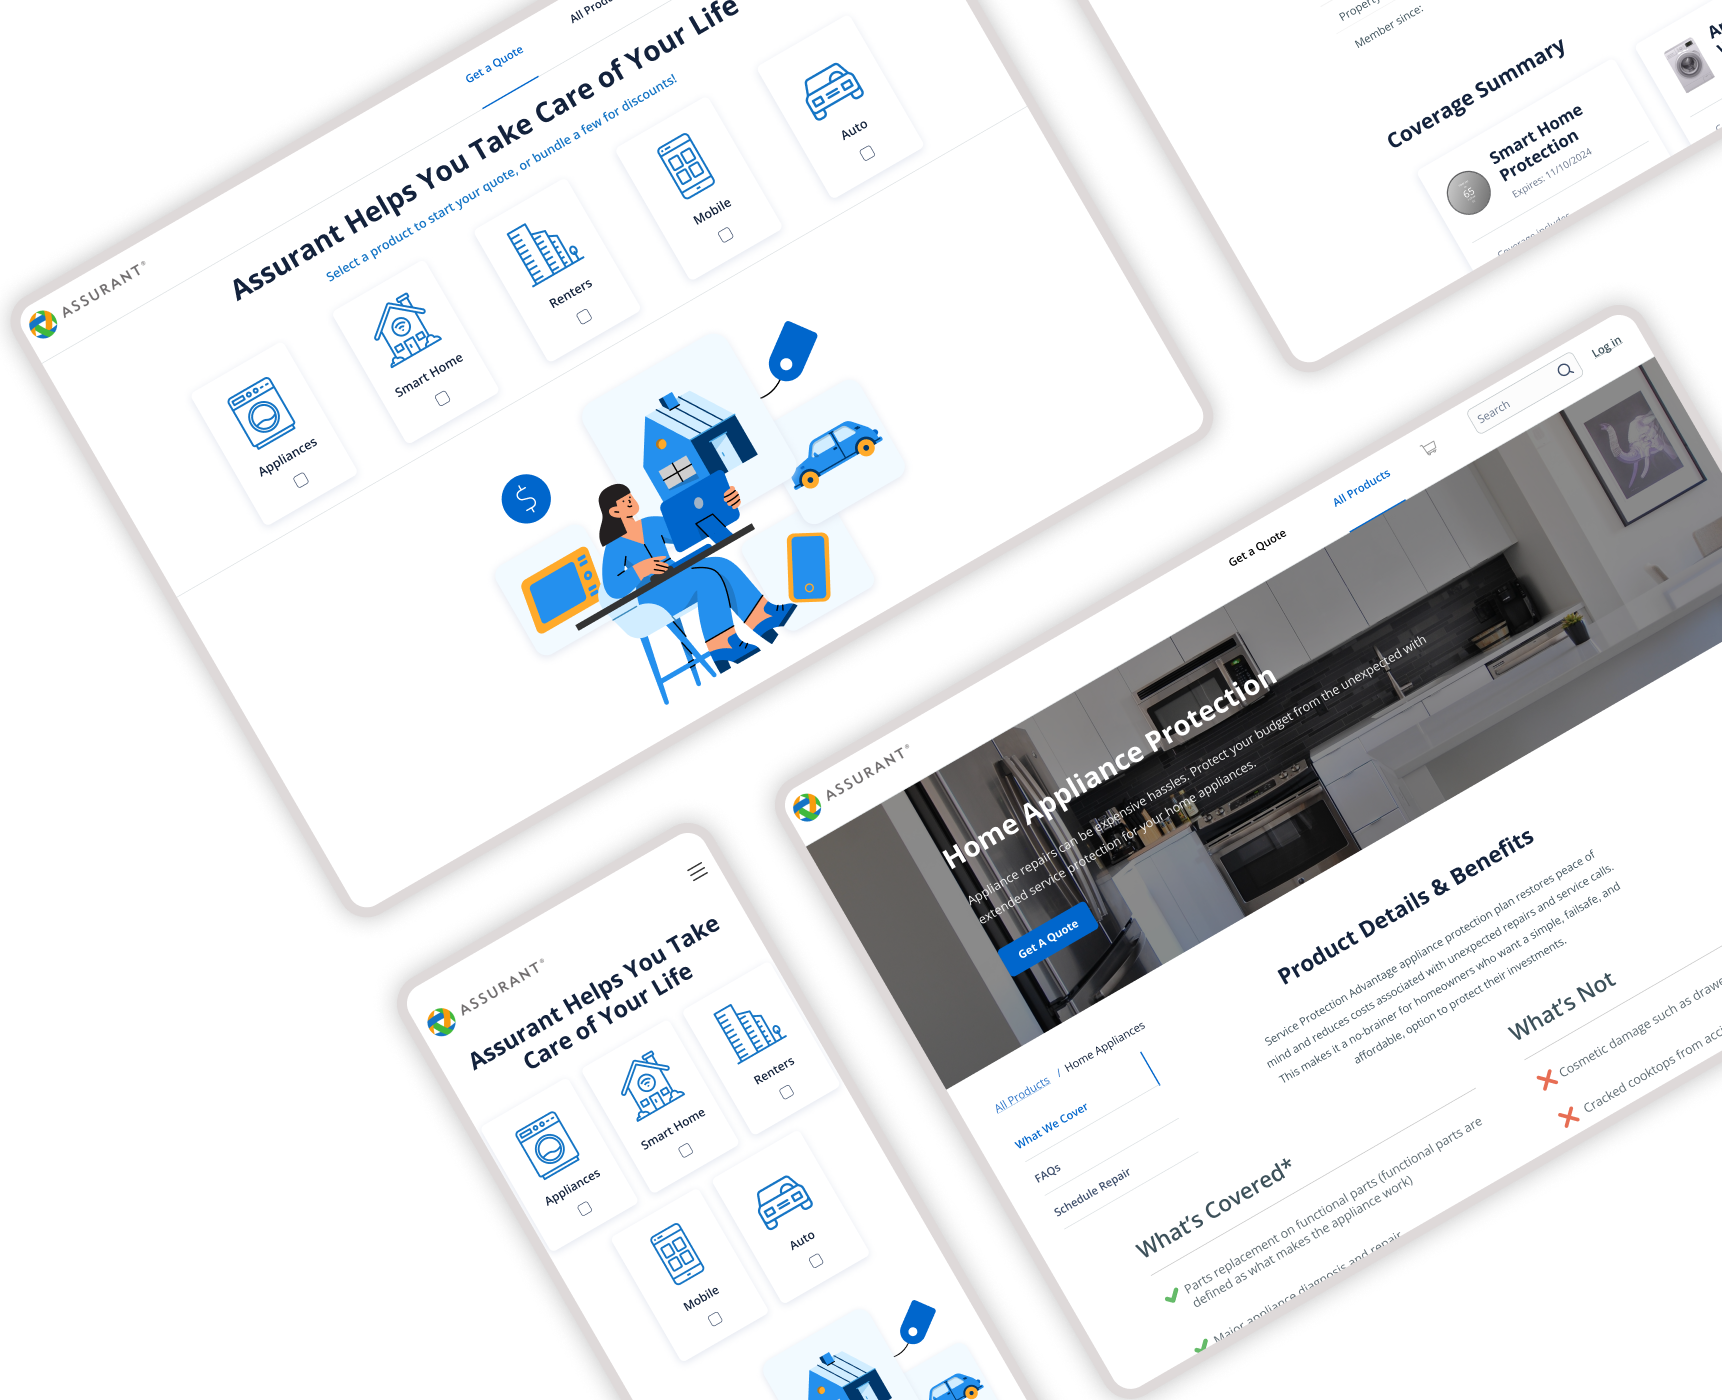 ASSURANT®
Get a Quote
Assurant Helps You Take Care of Your Life
Select a product to start your quote, or bundle a few for discounts!
Appliances
Smart Home
Renters
Mobile
Auto
$
Member since:
Coverage Summary
Smart Home
Protection
Expires: 11/10/2024
65
Coverage includes
ASSURANT®
Get a Quote
All Products
Search
Log in
Home Appliance Protection
Appliance repairs can be expensive hassles. Protect your budget from the unexpected with
extended service protection for your home appliances.
Get A Quote
All Products / Home Appliances
What We Cover
FAQs
Schedule Repair
Product Details & Benefits
Service Protection Advantage appliance protection plan restores peace of
mind and reduces costs associated with unexpected repairs and service calls.
This makes it a no-brainer for homeowners who want a simple, failsafe, and
affordable, option to protect their investments.
What's Covered*
Parts replacement on functional parts (functional parts are
defined as what makes the appliance work)
Major appliance diagnosis and repair
What's Not
Cosmetic damage such as
Cracked cooktops from
ASSURANT®
Assurant Helps You Take
Care of Your Life
Appliances
Smart Home
Renters
Mobile
Auto